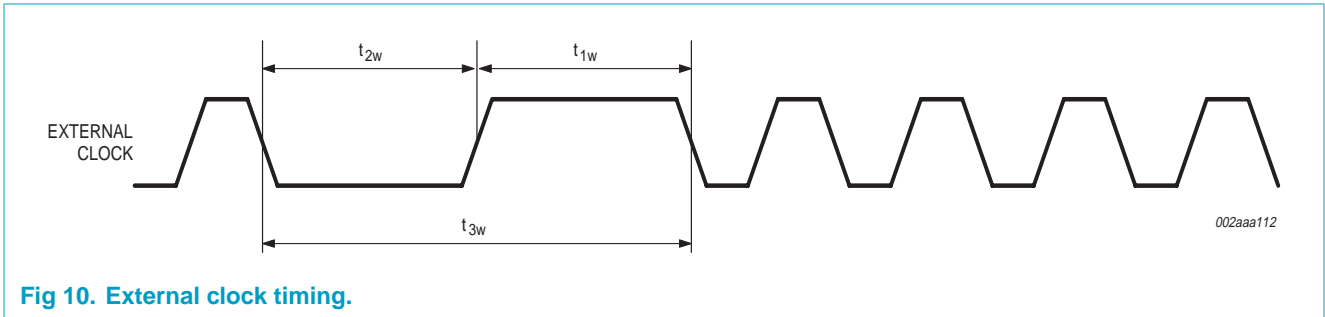 t2w
t1w
EXTERNAL
CLOCK
t3w
002aaa112
Fig 10. External clock timing.